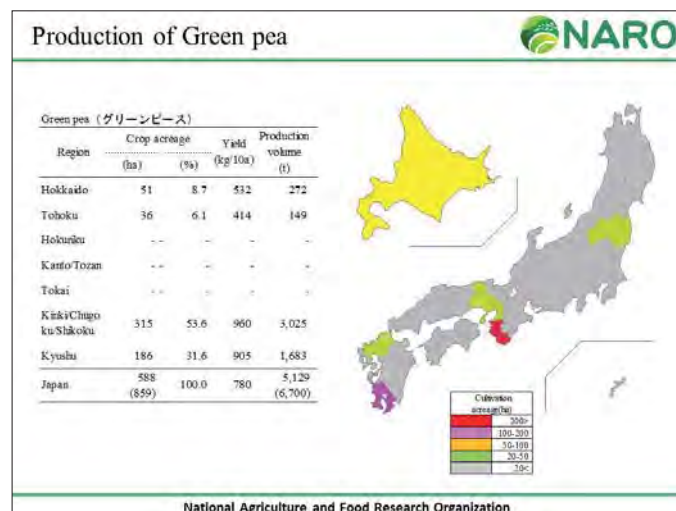 Production of Green pea
NARO
Green pea (グリーンピース)
Region Crop acreage Yield (kg/10a) Production volume (t)
(ha) (%)
Hokkaido 51 8.7 532 272
Tohoku 36 6.1 414 149
Hokuriku - - - -
Kanto/Tozan - - - -
Tokai - - - -
Kinki/Chugo
ku/Shikoku 315 53.6 960 3,025
Kyushu 186 31.6 905 1,683
Japan 588 (859) 100.0 780 5,129 (6,700)
Cultivation
acreage(ha)
200>
100-200
50-100
20-50
20<
National Agriculture and Food Research Organization